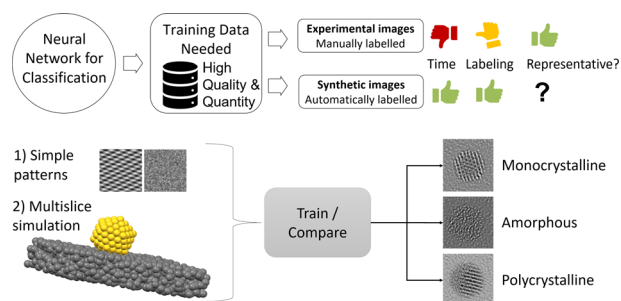 Neural
Network for
Classification
Training Data
Needed
High
Quality &
Quantity
Experimental images
Manually labelled
Synthetic images
Automatically labelled
Time Labeling Representative?
?
1) Simple
patterns
2) Multislice
simulation
Train /
Compare
Monocrystalline
Amorphous
Polycrystalline